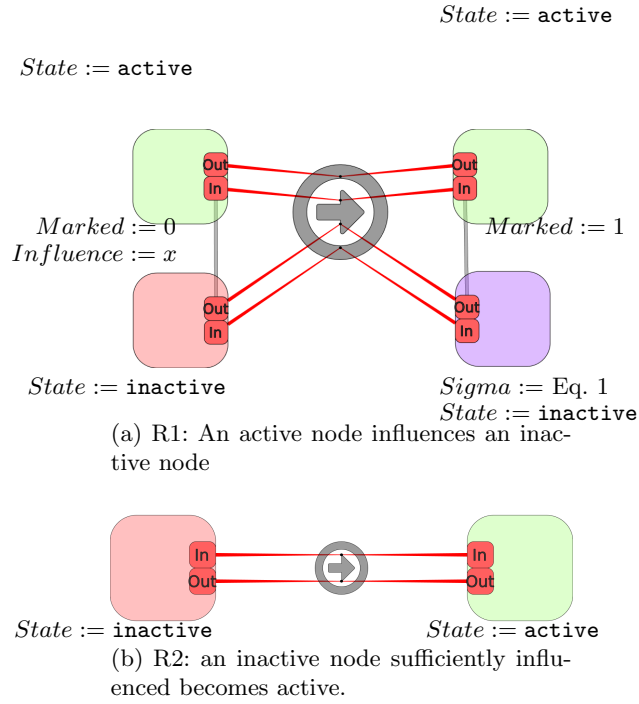 State := active
State := active
Out
Out
In
In
Marked := 0
Marked := 1
Influence := x
Out
Out
In
In
State := inactive
Sigma := Eq. 1
State := inactive
(a) R1: An active node influences an inac-
tive node
In
In
Out
Out
State := inactive
State := active
(b) R2: an inactive node sufficiently influ-
enced becomes active.